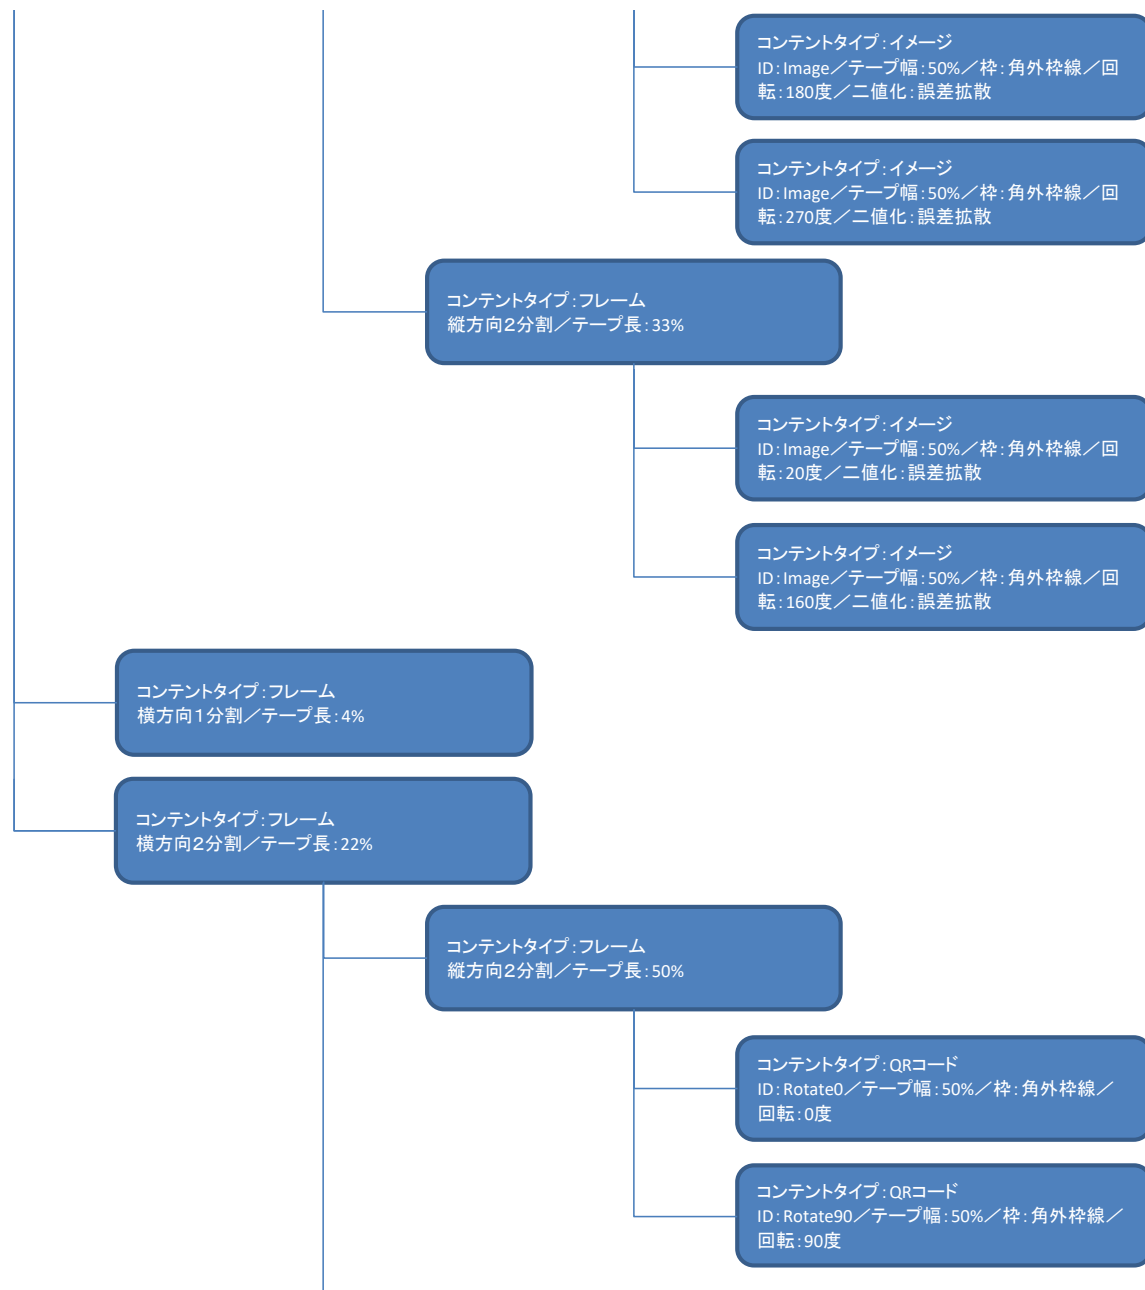 コンテントタイプ:イメージ
ID:Image/テープ幅:50%/枠:角外枠線/回
転:180度/二値化:誤差拡散
コンテントタイプ:イメージ
ID:Image/テープ幅:50%/枠:角外枠線/回
転:270度/二値化:誤差拡散
コンテントタイプ:フレーム
縦方向2分割/テープ長:33%
コンテントタイプ:イメージ
ID:Image/テープ幅:50%/枠:角外枠線/回
転:20度/二値化:誤差拡散
コンテントタイプ:イメージ
ID:Image/テープ幅:50%/枠:角外枠線/回
転:160度/二値化:誤差拡散
コンテントタイプ:フレーム
横方向1分割/テープ長:4%
コンテントタイプ:フレーム
横方向2分割/テープ長:22%
コンテントタイプ:フレーム
縦方向2分割/テープ長:50%
コンテントタイプ:QRコード
ID:Rotate0/テープ幅:50%/枠:角外枠線/
回転:0度
コンテントタイプ:QRコード
ID:Rotate90/テープ幅:50%/枠:角外枠線/
回転:90度